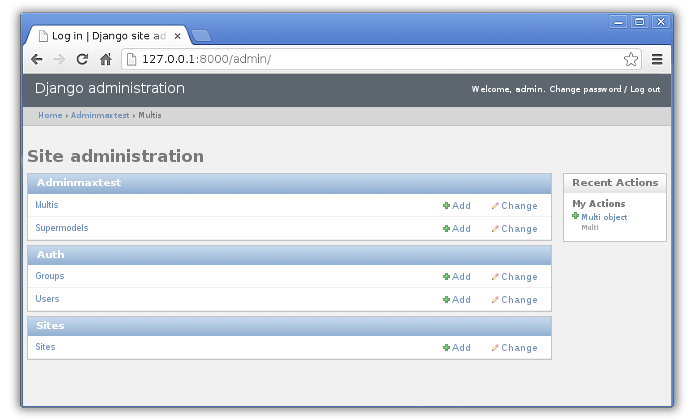 Log in | Django site ad
127.0.0.1:8000/admin/
Django administration
Welcome, admin. Change password / Log out
Home › Adminmaxtest › Multis
Site administration
Adminmaxtest
Multis Add Change
Supermodels Add Change
Auth
Groups Add Change
Users Add Change
Sites
Sites Add Change
Recent Actions
My Actions
Multi object
Multi